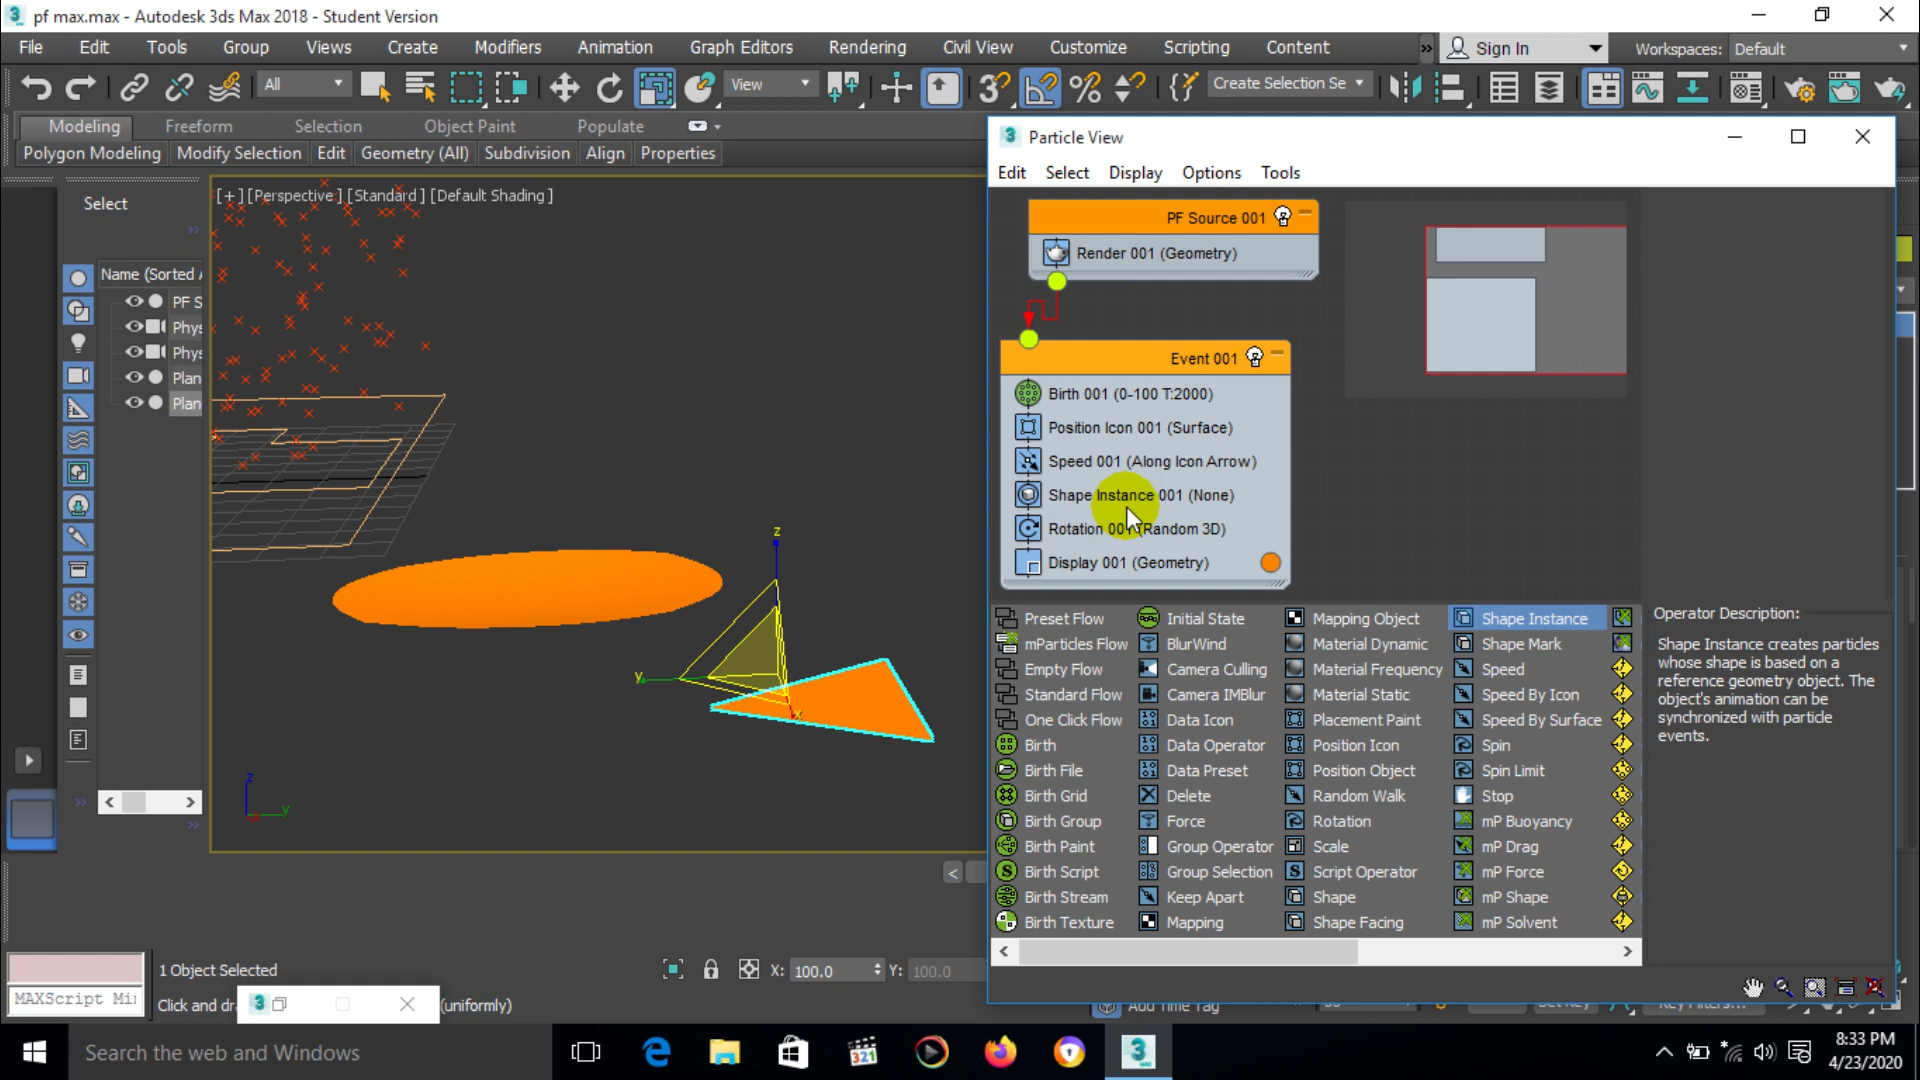 pf max.max - Autodesk 3ds Max 2018 - Student Version
File Edit Tools Group Views Create Modifiers Animation Graph Editors Rendering Civil View Customize Scripting Content » Sign In Workspaces: Default
All View Create Selection Se
Modeling Freeform Selection Object Paint Populate
Polygon Modeling Modify Selection Edit Geometry (All) Subdivision Align Properties
Select
Name (Sorted A
PF S
Phys
Phys
Plan
Plan
[+] [Perspective] [Standard] [Default Shading]
z
y
x
z
y
Particle View
Edit Select Display Options Tools
PF Source 001
Render 001 (Geometry)
Event 001
Birth 001 (0-100 T:2000)
Position Icon 001 (Surface)
Speed 001 (Along Icon Arrow)
Shape Instance 001 (None)
Rotation 001 (Random 3D)
Display 001 (Geometry)
Preset Flow Initial State Mapping Object Shape Instance
mParticles Flow BlurWind Material Dynamic Shape Mark
Empty Flow Camera Culling Material Frequency Speed
Standard Flow Camera IMBlur Material Static Speed By Icon
One Click Flow Data Icon Placement Paint Speed By Surface
Birth Data Operator Position Icon Spin
Birth File Data Preset Position Object Spin Limit
Birth Grid Delete Random Walk Stop
Birth Group Force Rotation mP Buoyancy
Birth Paint Group Operator Scale mP Drag
Birth Script Group Selection Script Operator mP Force
Birth Stream Keep Apart Shape mP Shape
Birth Texture Mapping Shape Facing mP Solvent
Operator Description:
Shape Instance creates particles
whose shape is based on a
reference geometry object. The
object's animation can be
synchronized with particle
events.
1 Object Selected
X: 100.0 Y: 100.0
MAXScript Mi
Click and dra
(uniformly)
Add Time Tag
Set Key
Key Filters...
Search the web and Windows
8:33 PM
4/23/2020